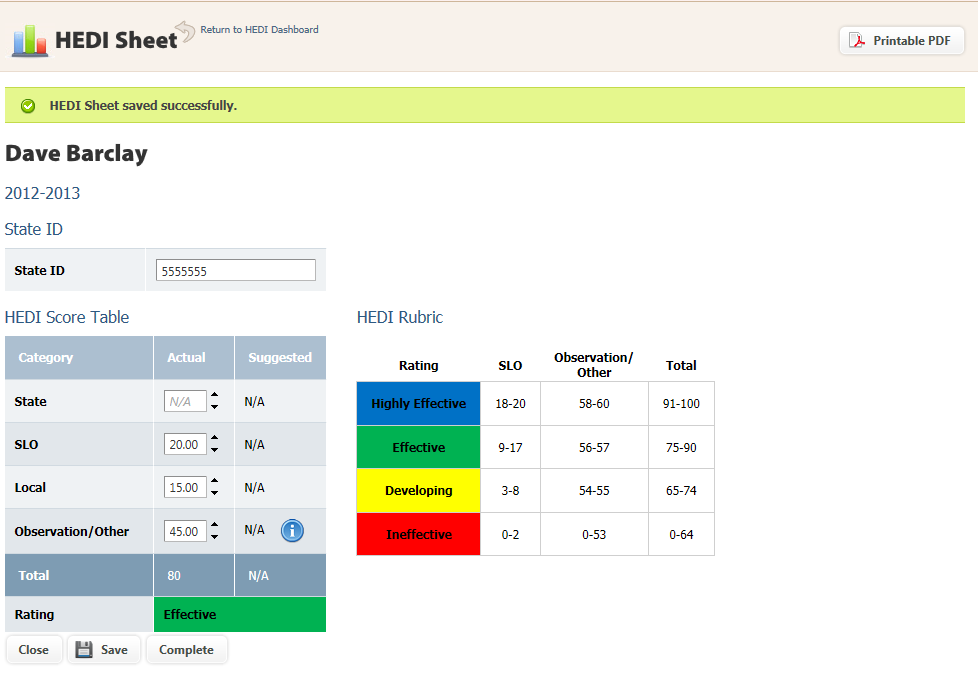 HEDI Sheet
Return to HEDI Dashboard
Printable PDF
HEDI Sheet saved successfully.
Dave Barclay
2012-2013
State ID
State ID 5555555
HEDI Score Table
Category Actual Suggested
State N/A N/A
SLO 20.00 N/A
Local 15.00 N/A
Observation/Other 45.00 N/A i
Total 80 N/A
Rating Effective
Close Save Complete
HEDI Rubric
Rating SLO Observation/ Total
Other
Highly Effective 18-20 58-60 91-100
Effective 9-17 56-57 75-90
Developing 3-8 54-55 65-74
Ineffective 0-2 0-53 0-64